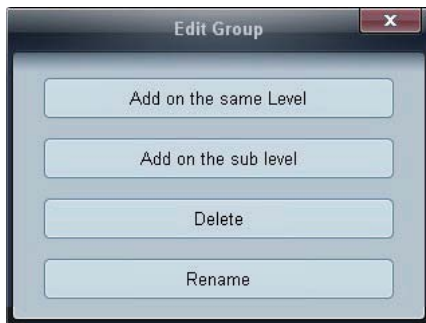 Edit Group
Add on the same Level
Add on the sub level
Delete
Rename